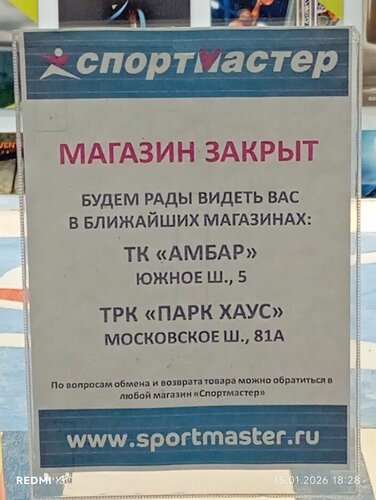 спортмастер
МАГАЗИН ЗАКРЫТ
БУДЕМ РАДЫ ВИДЕТЬ ВАС
В БЛИЖАЙШИХ МАГАЗИНАХ:
ТК «АМБАР»
ЮЖНОЕ Ш., 5
ТРК «ПАРК ХАУС»
МОСКОВСКОЕ Ш., 81А
По вопросам обмена и возврата товара можно обратиться в
любой магазин «Спортмастер»
www.sportmaster.ru
REDMI 13C 15.01.2026 18:28